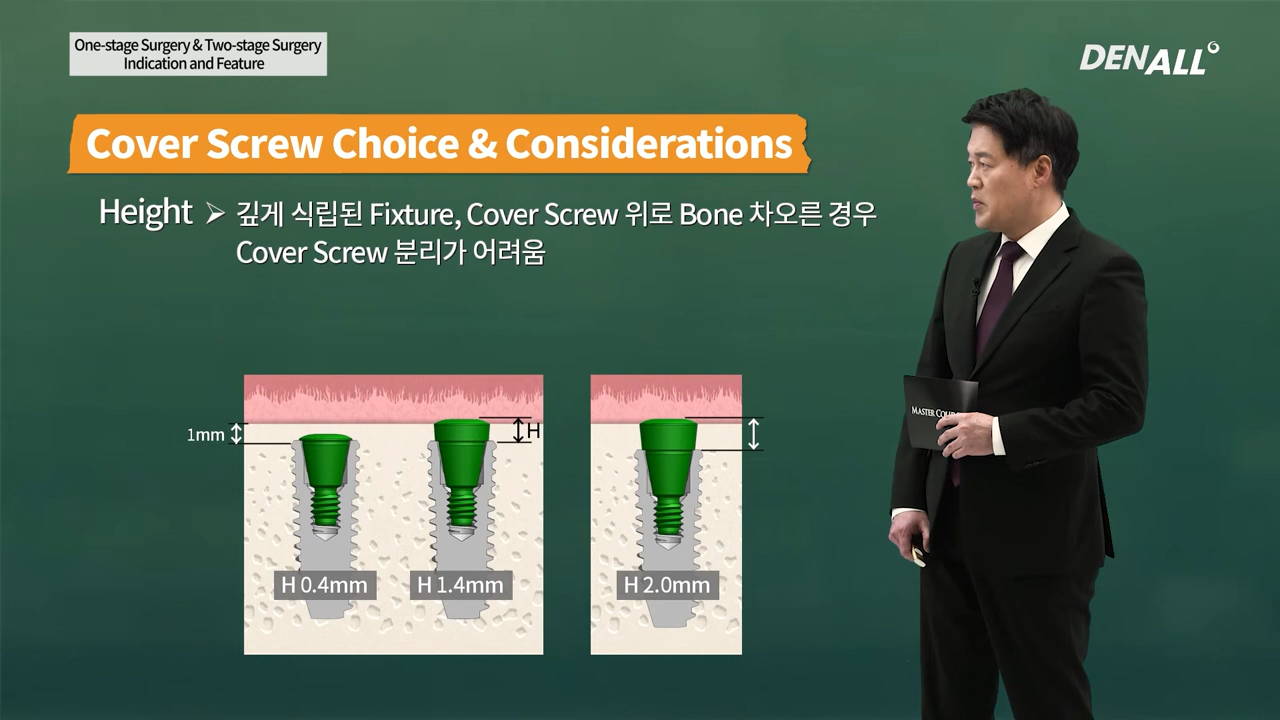 One-stage Surgery & Two-stage Surgery
Indication and Feature
DENALL
Cover Screw Choice & Considerations
Height ➢ 깊게 식립된 Fixture, Cover Screw 위로 Bone 차오른 경우
Cover Screw 분리가 어려움
1mm
H
H 0.4mm
H 1.4mm
H 2.0mm
MASTER